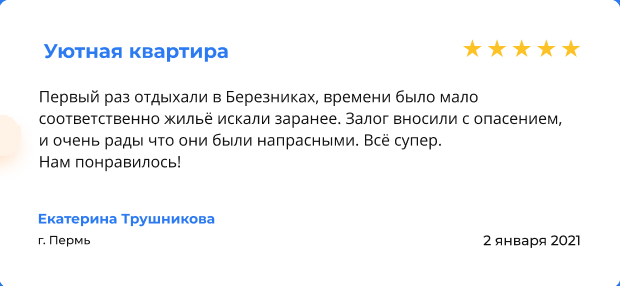 Уютная квартира
Первый раз отдыхали в Березниках, времени было мало
соответственно жильё искали заранее. Залог вносили с опасением,
и очень рады что они были напрасными. Всё супер.
Нам понравилось!
Екатерина Трушникова
г. Пермь
2 января 2021